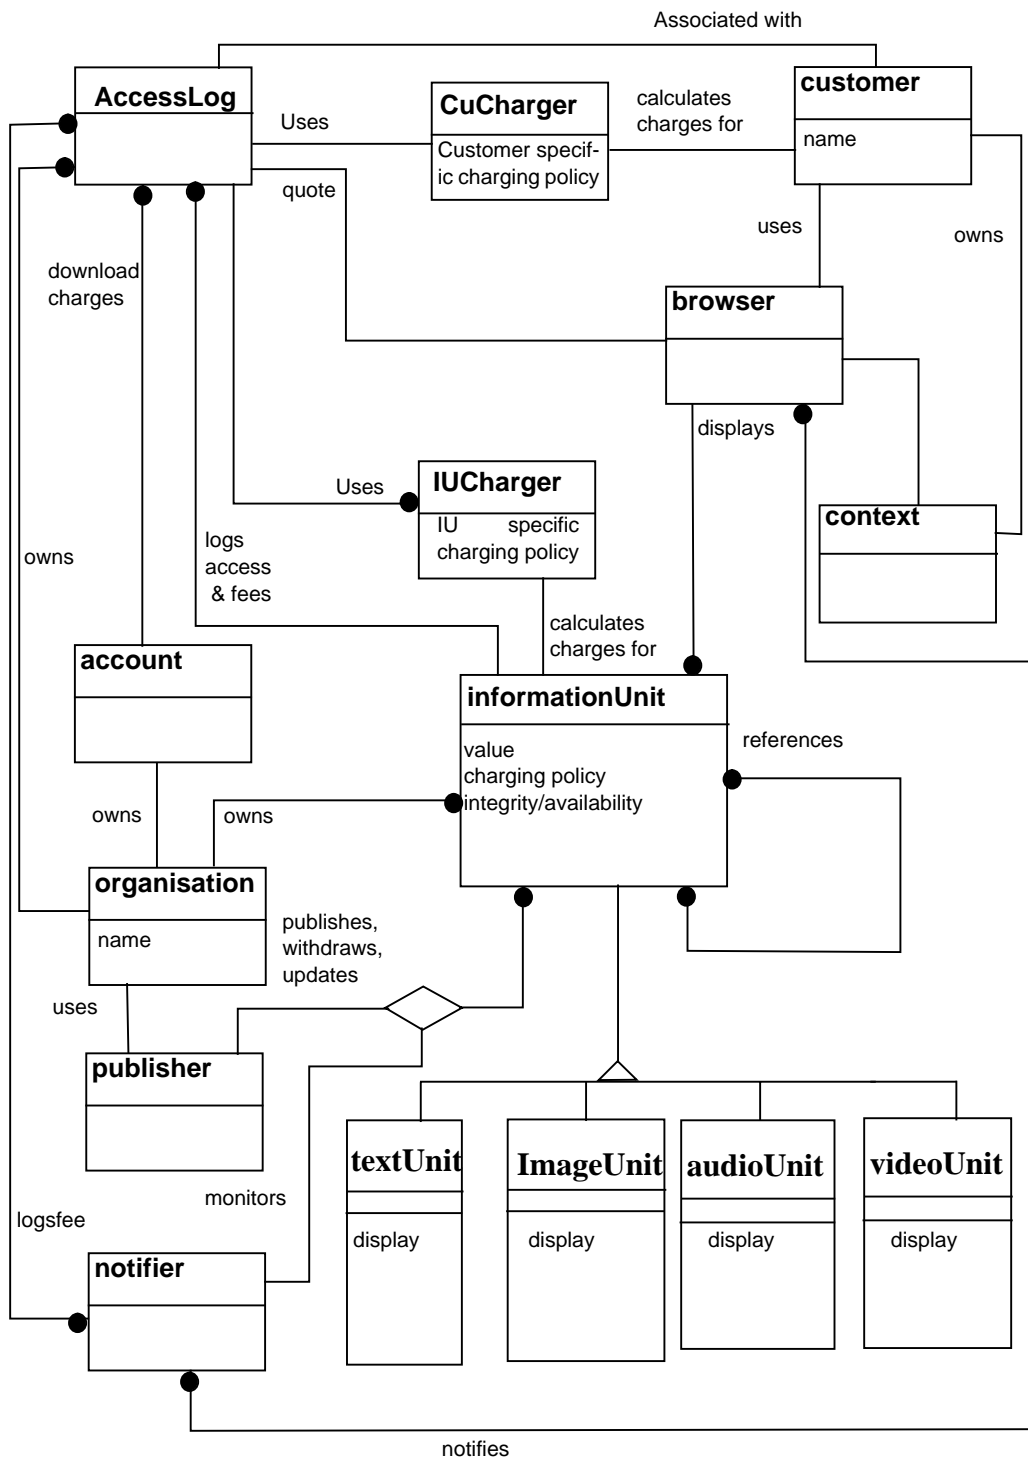 Associated with
AccessLog
CuCharger
customer
Uses
calculates
charges for
Customer specif-
ic charging policy
name
quote
uses
owns
download
charges
browser
displays
IUCharger
Uses
IU specific
charging policy
context
owns
logs
access
& fees
calculates
charges for
account
informationUnit
references
value
charging policy
integrity/availability
owns
owns
organisation
name
publishes,
withdraws,
updates
uses
publisher
textUnit
ImageUnit
audioUnit
videoUnit
monitors
logsfee
display
display
display
display
notifier
notifies